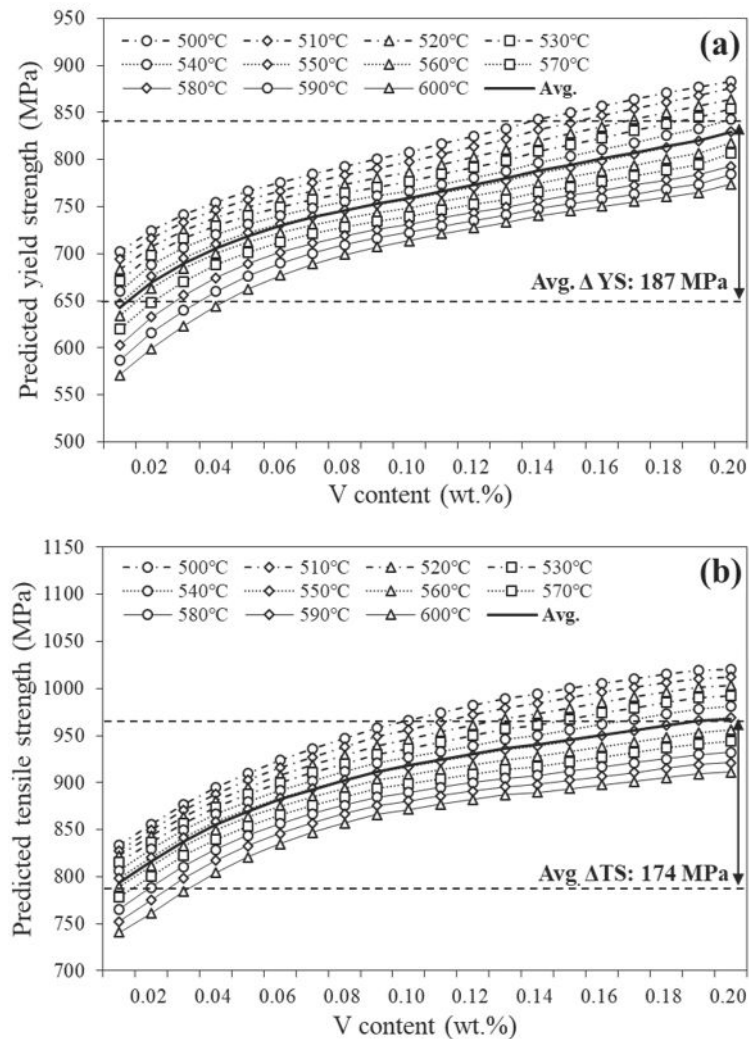 (a)
500℃ 510℃ 520℃ 530℃
540℃ 550℃ 560℃ 570℃
580℃ 590℃ 600℃ Avg.
Predicted yield strength (MPa)
950
900
850
800
750
700
650
600
550
500
Avg. Δ YS: 187 MPa
0.02 0.04 0.06 0.08 0.10 0.12 0.14 0.16 0.18 0.20
V content (wt.%)
(b)
500℃ 510℃ 520℃ 530℃
540℃ 550℃ 560℃ 570℃
580℃ 590℃ 600℃ Avg.
Predicted tensile strength (MPa)
1150
1100
1050
1000
950
900
850
800
750
700
Avg. ΔTS: 174 MPa
0.02 0.04 0.06 0.08 0.10 0.12 0.14 0.16 0.18 0.20
V content (wt.%)